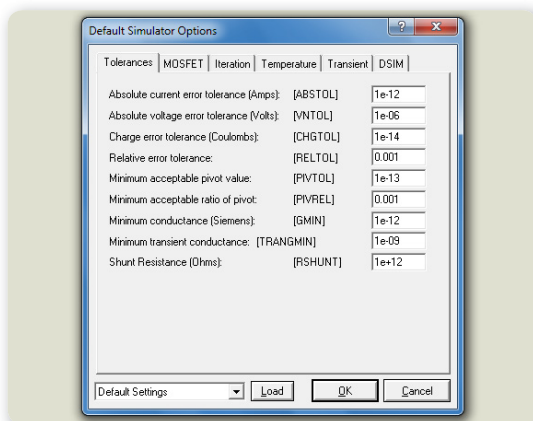 Default Simulator Options
Tolerances MOSFET Iteration Temperature Transient DSIM
Absolute current error tolerance (Amps): [ABSTOL] 1e-12
Absolute voltage error tolerance (Volts): [VNTOL] 1e-06
Charge error tolerance (Coulombs): [CHGTOL] 1e-14
Relative error tolerance: [RELTOL] 0.001
Minimum acceptable pivot value: [PIVTOL] 1e-13
Minimum acceptable ratio of pivot: [PIVREL] 0.001
Minimum conductance (Siemens): [GMIN] 1e-12
Minimum transient conductance: [TRANGMIN] 1e-09
Shunt Resistance (Ohms): [RSHUNT] 1e+12
Default Settings Load OK Cancel